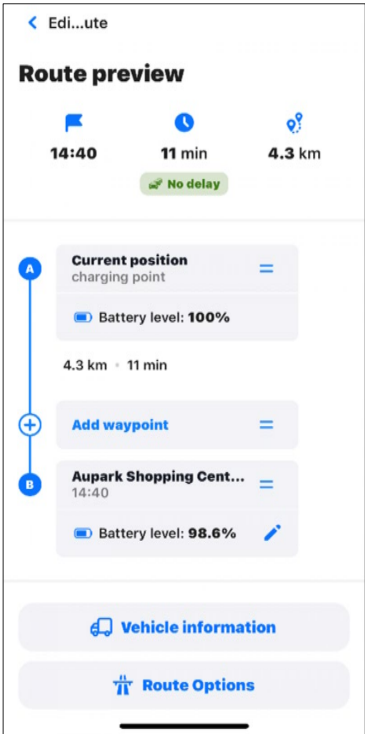 Edi...ute
Route preview
14:40
11 min
4.3 km
No delay
A
Current position
charging point
Battery level: 100%
4.3 km • 11 min
Add waypoint
B
Aupark Shopping Cent...
14:40
Battery level: 98.6%
Vehicle information
Route Options